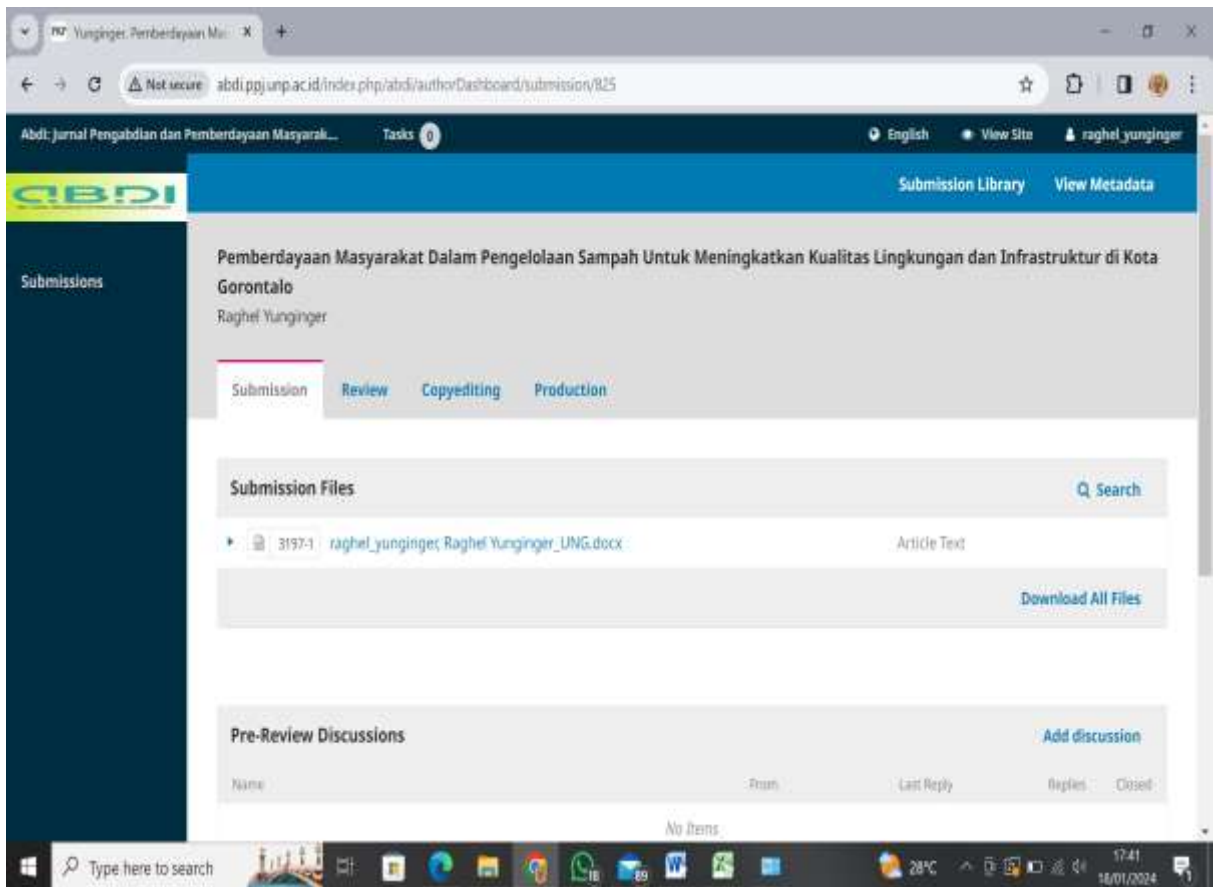 Yunginger, Pemberdayaan Ma
Not secure abdi.ppj.unp.ac.id/index.php/abdi/authorDashboard/submission/825
Abdi: Jurnal Pengabdian dan Pemberdayaan Masyarak... Tasks 0 English View Site raghel_yunginger
ABDI
Submission Library View Metadata
Submissions
Pemberdayaan Masyarakat Dalam Pengelolaan Sampah Untuk Meningkatkan Kualitas Lingkungan dan Infrastruktur di Kota
Gorontalo
Raghel Yunginger
Submission Review Copyediting Production
Submission Files Search
3197-1 raghel_yunginger, Raghel Yunginger_UNG.docx Article Text
Download All Files
Pre-Review Discussions Add discussion
Name From Last Reply Replies Closed
No Items
Type here to search 18 89 28°C 17:41
18/01/2024